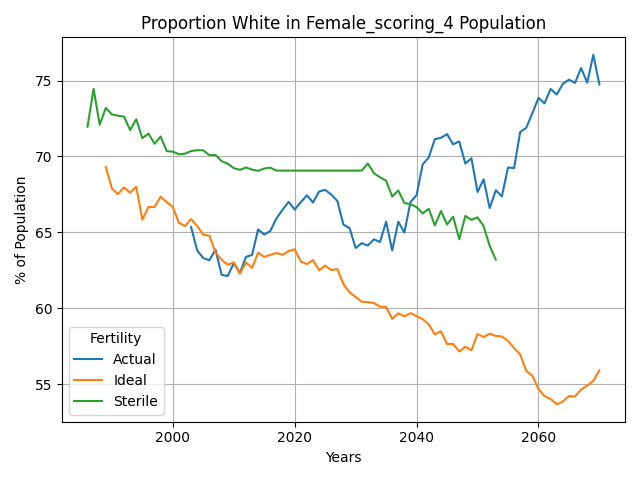 Proportion White in Female_scoring_4 Population
% of Population
75
70
65
60
55
Fertility
Actual
Ideal
Sterile
2000
2020
2040
2060
Years